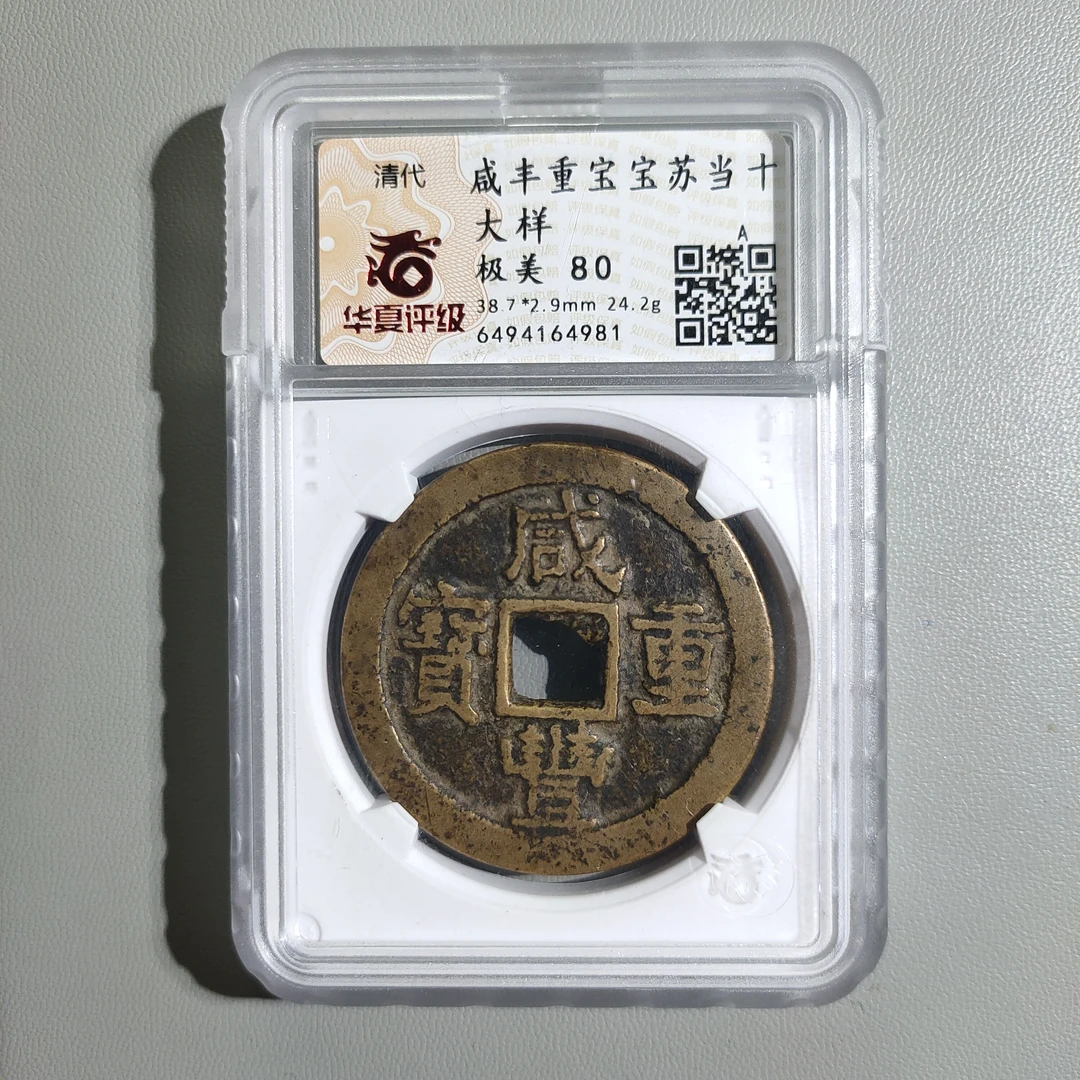 清代
华夏评级
咸丰重宝宝苏当十
大样
极美 80
38.7*2.9mm 24.2g
6494164981
A
咸
重
寶
豐